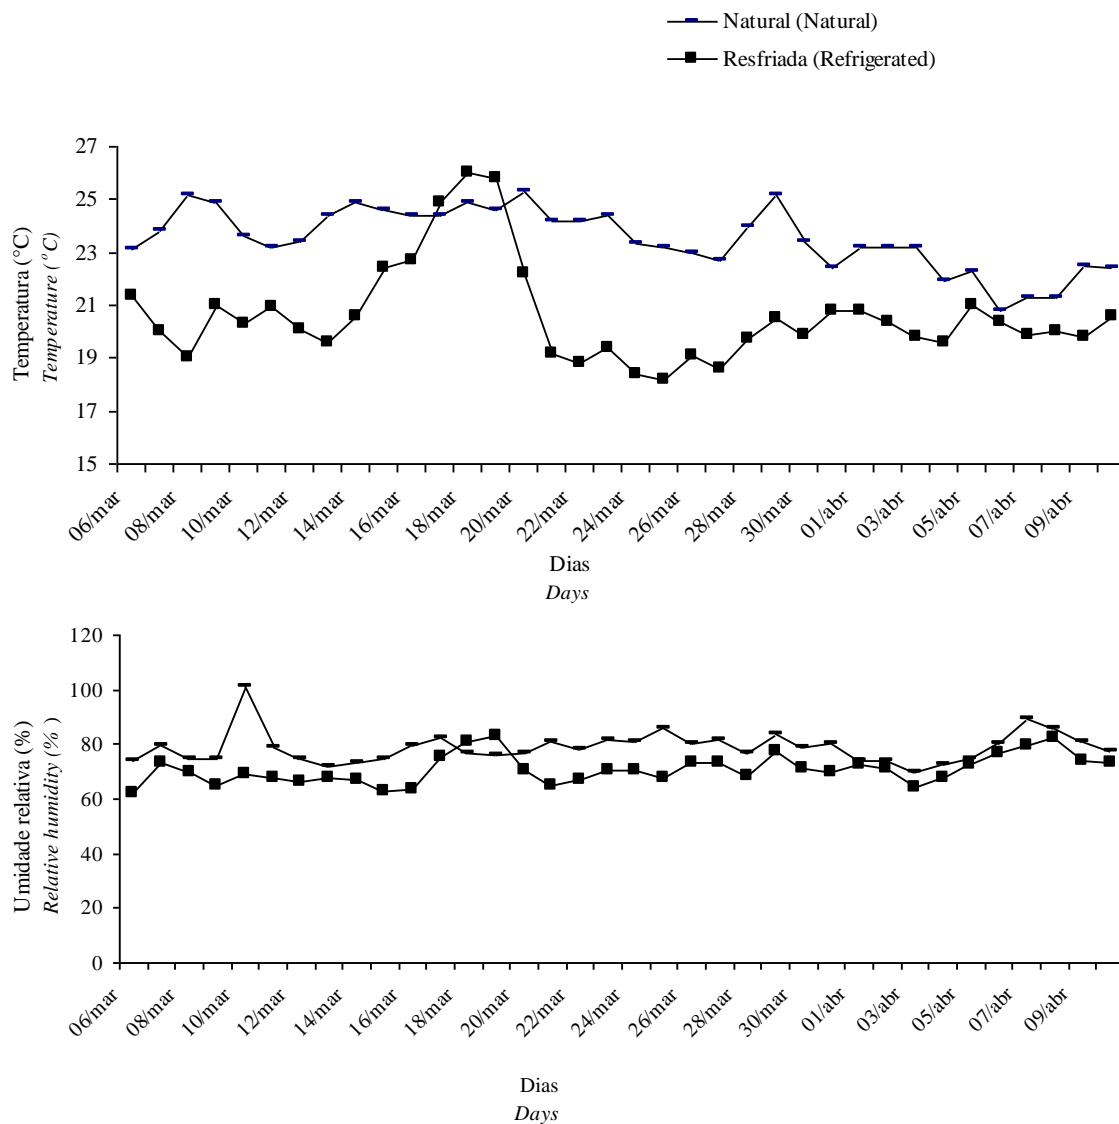 Natural (Natural)
Resfriada (Refrigerated)
Temperatura (°C)
Temperature (°C)
27
25
23
21
19
17
15
06/mar
08/mar
10/mar
12/mar
14/mar
16/mar
18/mar
20/mar
22/mar
24/mar
26/mar
28/mar
30/mar
01/abr
03/abr
05/abr
07/abr
09/abr
Dias
Days
Umidade relativa (%)
Relative humidity (%)
120
100
80
60
40
20
0
06/mar
08/mar
10/mar
12/mar
14/mar
16/mar
18/mar
20/mar
22/mar
24/mar
26/mar
28/mar
30/mar
01/abr
03/abr
05/abr
07/abr
09/abr
Dias
Days